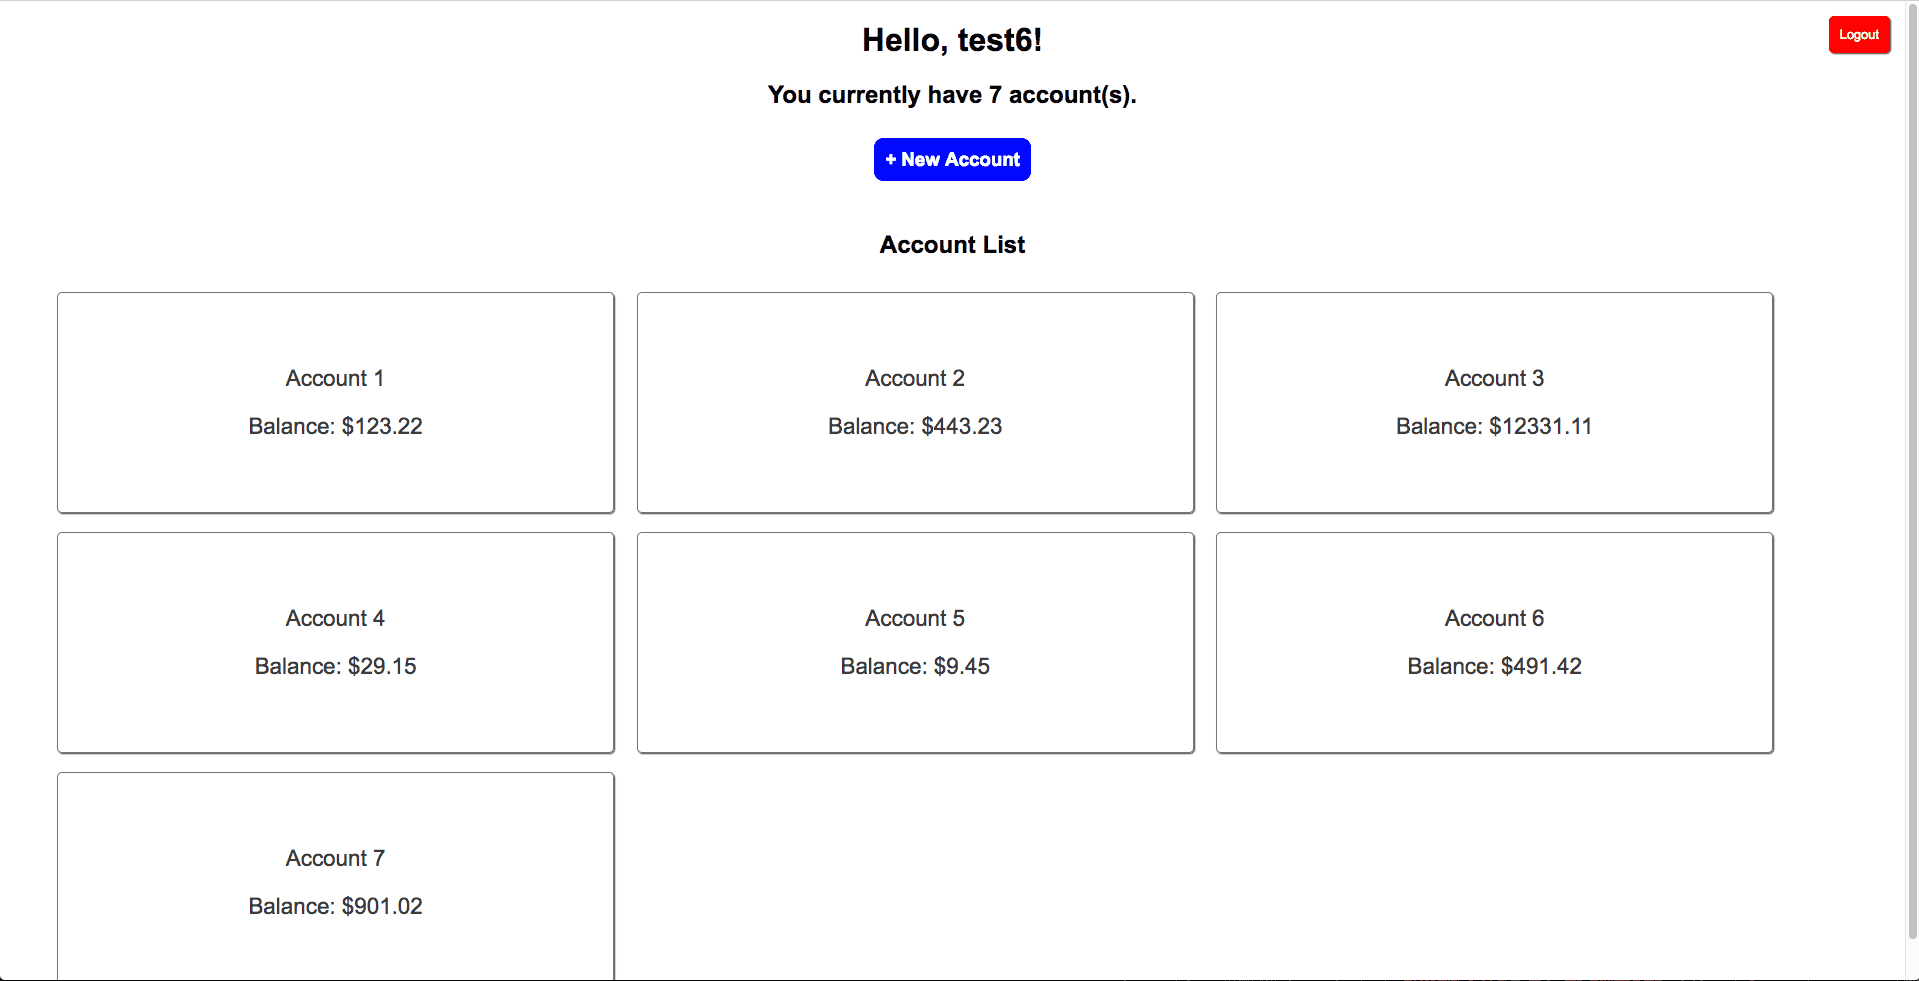 Logout
Hello, test6!
You currently have 7 account(s).
+ New Account
Account List
Account 1
Balance: $123.22
Account 2
Balance: $443.23
Account 3
Balance: $12331.11
Account 4
Balance: $29.15
Account 5
Balance: $9.45
Account 6
Balance: $491.42
Account 7
Balance: $901.02